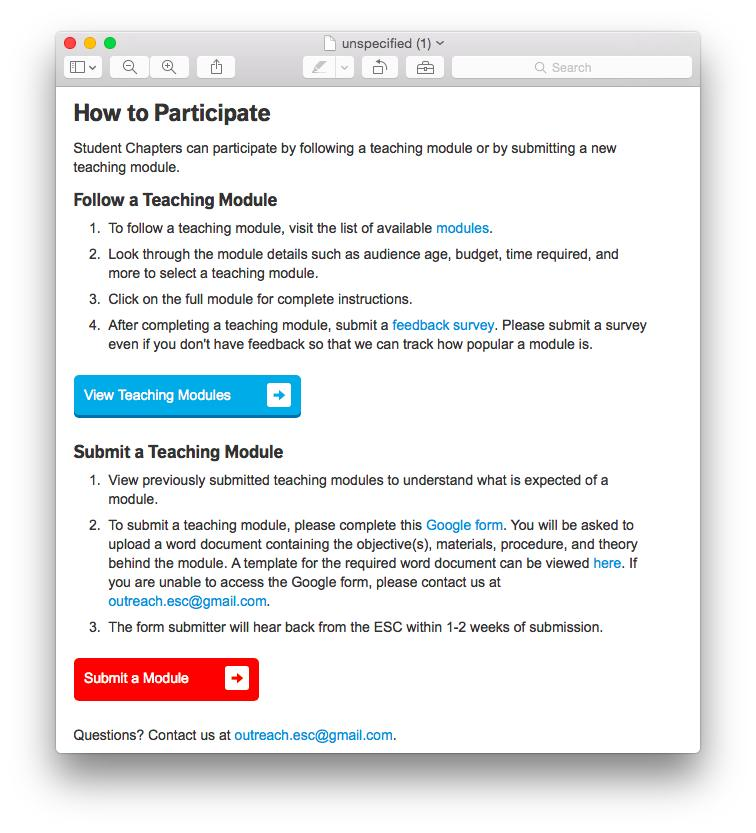 unspecified (1)
Search
How to Participate
Student Chapters can participate by following a teaching module or by submitting a new
teaching module.
Follow a Teaching Module
1. To follow a teaching module, visit the list of available modules.
2. Look through the module details such as audience age, budget, time required, and
more to select a teaching module.
3. Click on the full module for complete instructions.
4. After completing a teaching module, submit a feedback survey. Please submit a survey
even if you don't have feedback so that we can track how popular a module is.
View Teaching Modules
Submit a Teaching Module
1. View previously submitted teaching modules to understand what is expected of a
module.
2. To submit a teaching module, please complete this Google form. You will be asked to
upload a word document containing the objective(s), materials, procedure, and theory
behind the module. A template for the required word document can be viewed here. If
you are unable to access the Google form, please contact us at
outreach.esc@gmail.com.
3. The form submitter will hear back from the ESC within 1-2 weeks of submission.
Submit a Module
Questions? Contact us at outreach.esc@gmail.com.